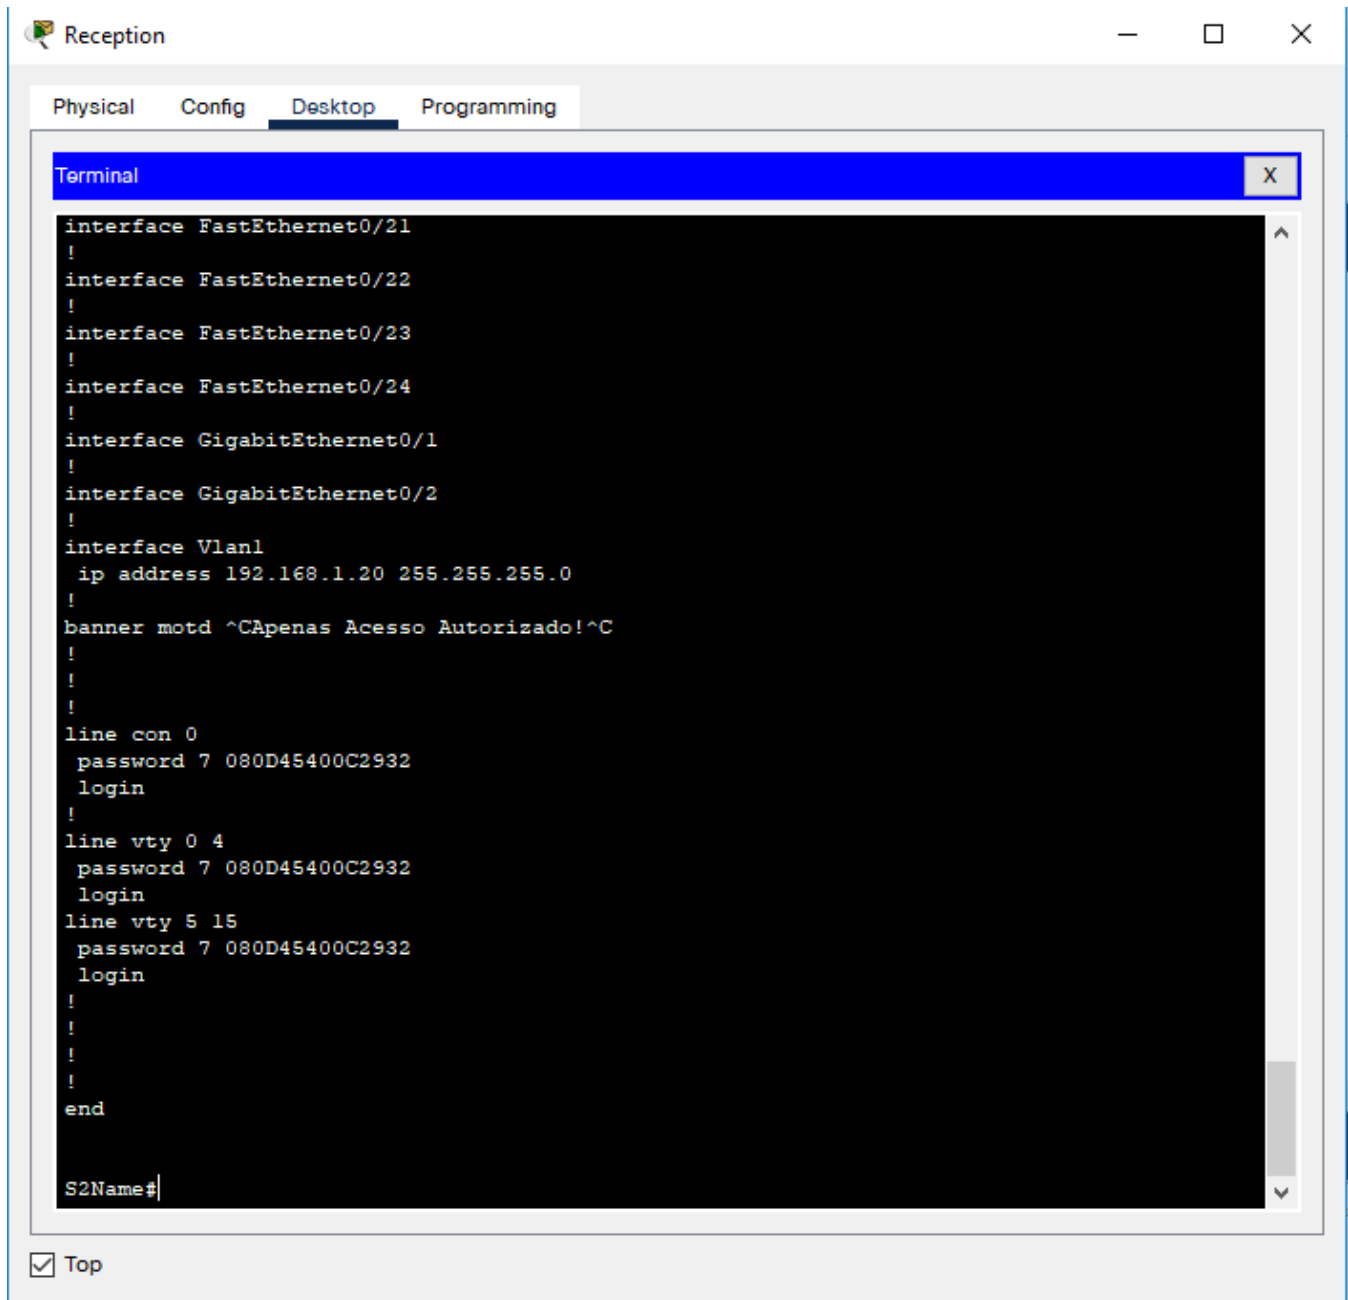 Reception
Physical Config Desktop Programming
Terminal
X
interface FastEthernet0/21
!
interface FastEthernet0/22
!
interface FastEthernet0/23
!
interface FastEthernet0/24
!
interface GigabitEthernet0/1
!
interface GigabitEthernet0/2
!
interface Vlan1
 ip address 192.168.1.20 255.255.255.0
!
banner motd ^CApenas Acesso Autorizado!^C
!
!
!
line con 0
 password 7 080D45400C2932
 login
!
line vty 0 4
 password 7 080D45400C2932
 login
line vty 5 15
 password 7 080D45400C2932
 login
!
!
!
!
end
S2Name#
Top